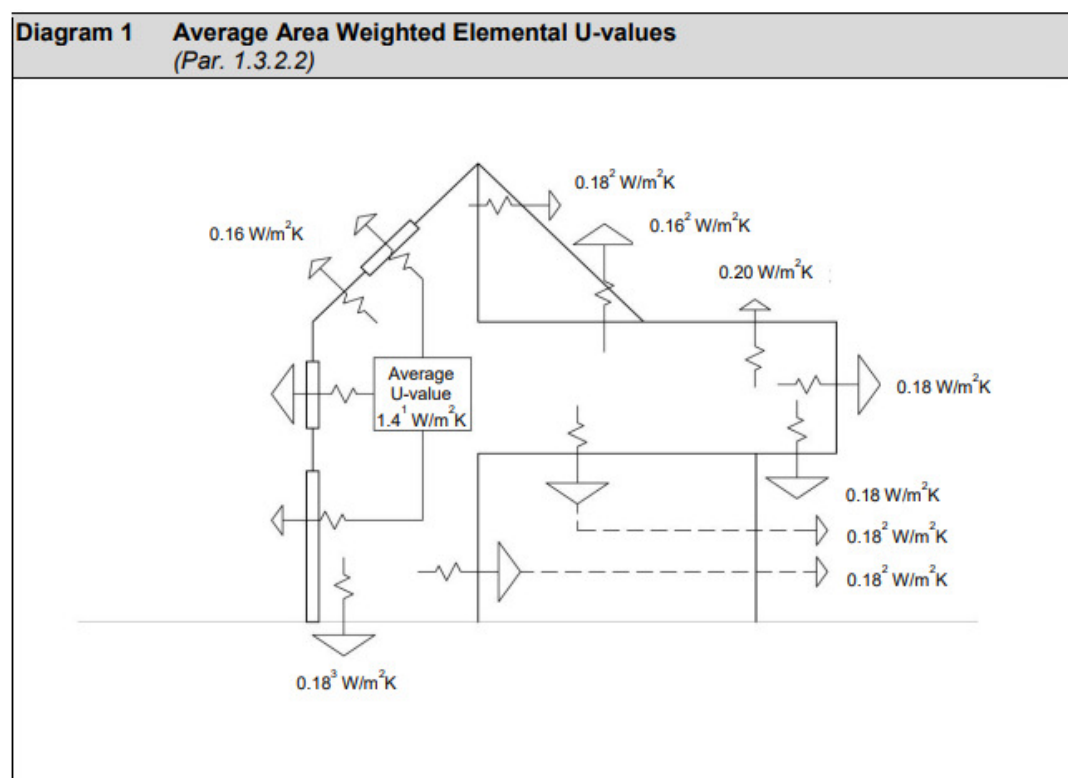 Diagram 1 Average Area Weighted Elemental U-values
(Par. 1.3.2.2)
0.18² W/m²K
0.16 W/m²K
0.16² W/m²K
0.20 W/m²K
Average
U-value
1.4¹ W/m²K
0.18 W/m²K
0.18 W/m²K
0.18² W/m²K
0.18² W/m²K
0.18³ W/m²K